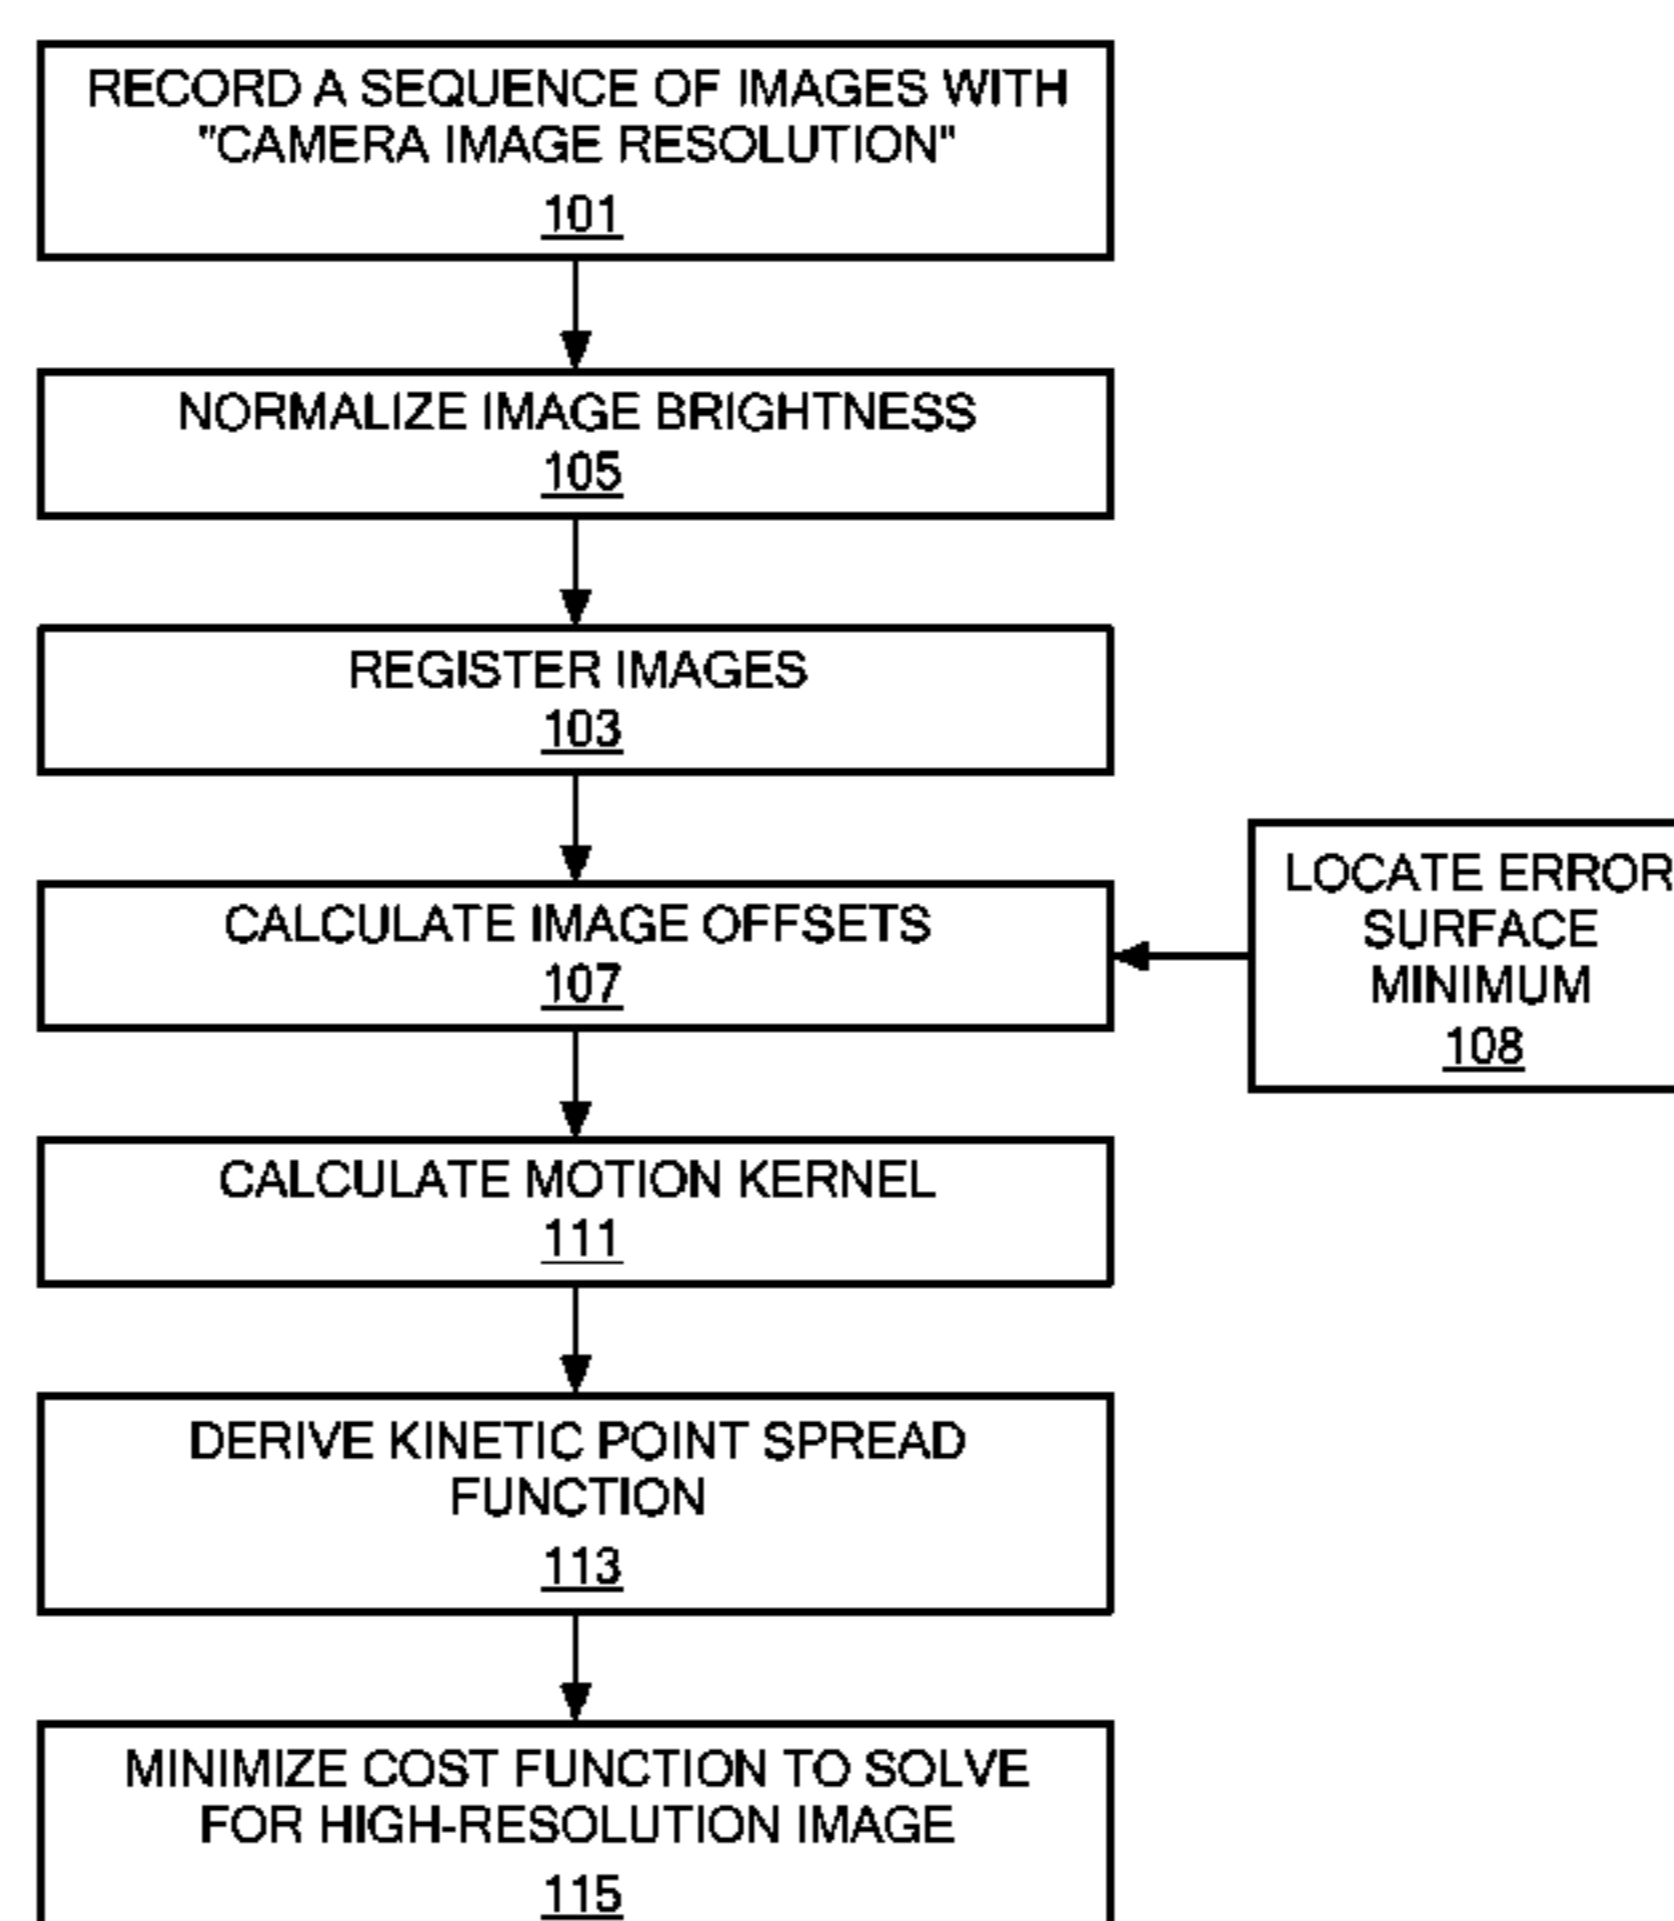 RECORD A SEQUENCE OF IMAGES WITH
"CAMERA IMAGE RESOLUTION"
101
NORMALIZE IMAGE BRIGHTNESS
105
REGISTER IMAGES
103
CALCULATE IMAGE OFFSETS
107
LOCATE ERROR
SURFACE
MINIMUM
108
CALCULATE MOTION KERNEL
111
DERIVE KINETIC POINT SPREAD
FUNCTION
113
MINIMIZE COST FUNCTION TO SOLVE
FOR HIGH-RESOLUTION IMAGE
115